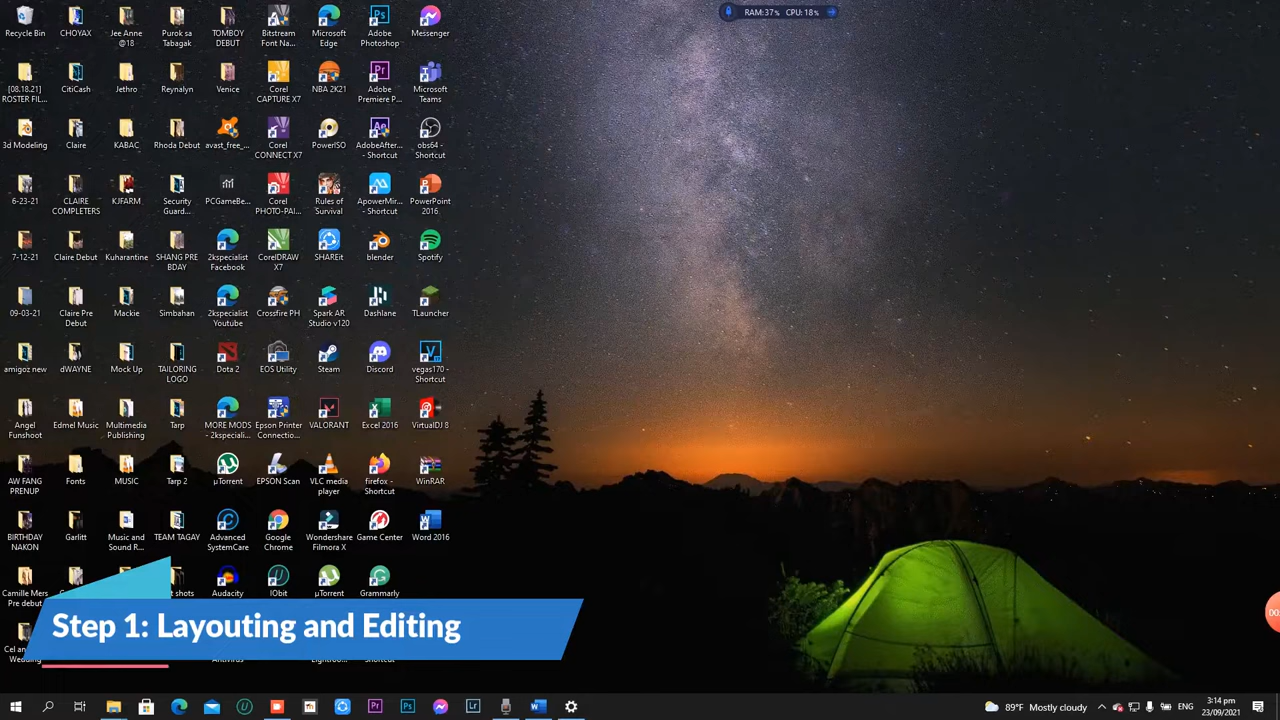 RAM: 37% CPU: 18%
Recycle Bin
CHOYAX
Jee Anne
@18
Purok sa
Tabagak
TOMBOY
DEBUT
Bitstream
Font Na...
Microsoft
Edge
Adobe
Photoshop
Messenger
[08.18.21]
ROSTER FIL...
CitiCash
Jethro
Reynalyn
Venice
Corel
CAPTURE X7
NBA 2K21
Adobe
Premiere P...
Microsoft
Teams
3d Modeling
Claire
KABAC
Rhoda Debut
avast_free_...
Corel
CONNECT X7
PowerISO
AdobeAfter...
- Shortcut
obs64 -
Shortcut
6-23-21
CLAIRE
COMPLETERS
KJFARM
Security
Guard...
PCGameBe...
Corel
PHOTO-PAI...
Rules of
Survival
ApowerMir...
- Shortcut
PowerPoint
2016
7-12-21
Claire Debut
Kuharantine
SHANG PRE
BDAY
2kspecialist
Facebook
CorelDRAW
X7
SHAREit
blender
Spotify
09-03-21
Claire Pre
Debut
Mackie
Simbahan
2kspecialist
Youtube
Crossfire PH
Spark AR
Studio v120
Dashlane
TLauncher
amigoz new
dWAYNE
Mock Up
TAILORING
LOGO
Dota 2
EOS Utility
Steam
Discord
vegas170 -
Shortcut
Angel
Funshoot
Edmel Music
Multimedia
Publishing
Tarp
MORE MODS
- 2kspeciali...
Epson Printer
Connectio...
VALORANT
Excel 2016
VirtualDJ 8
AW FANG
PRENUP
Fonts
MUSIC
Tarp 2
µTorrent
EPSON Scan
VLC media
player
firefox -
Shortcut
WinRAR
BIRTHDAY
NAKON
Garlitt
Music and
Sound R...
TEAM TAGAY
Advanced
SystemCare
Google
Chrome
Wondershare
Filmora X
Game Center
Word 2016
Camille Mers
Pre debut
shots
Audacity
IObit
µTorrent
Grammarly
Step 1: Layouting and Editing
89°F Mostly cloudy
ENG
3:14 pm
23/09/2021